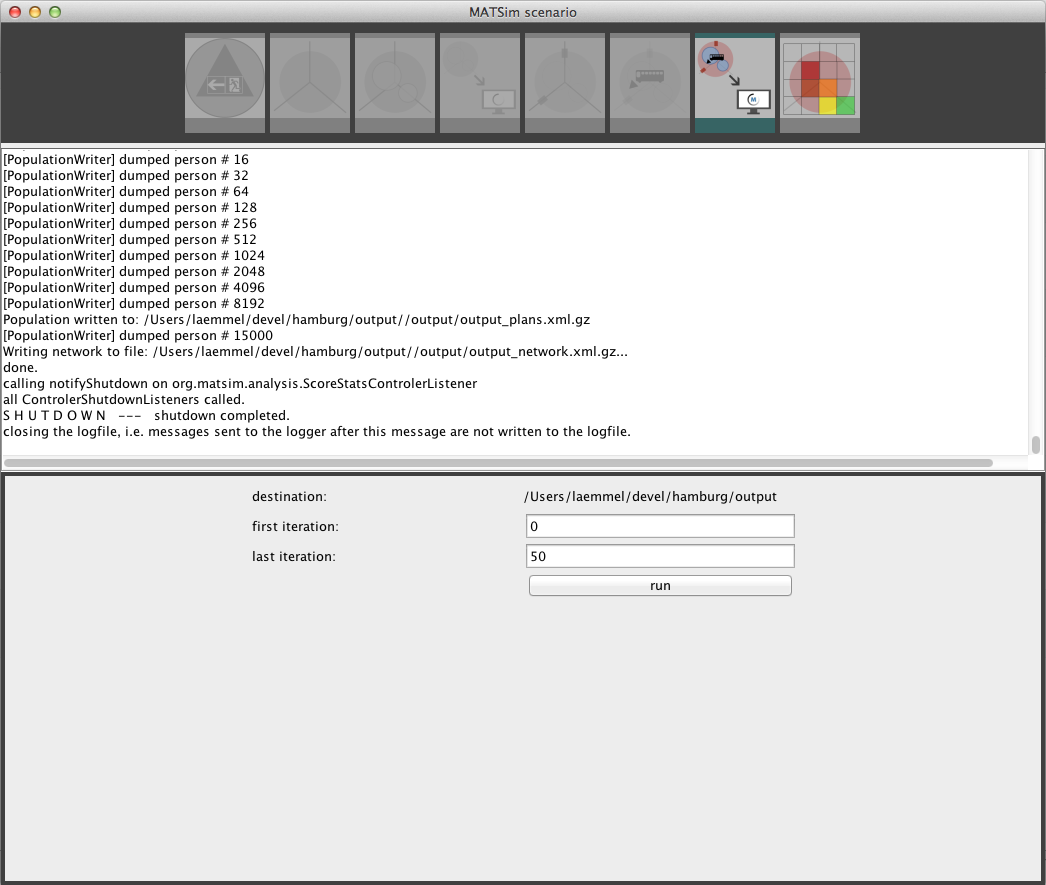 MATSim scenario
[PopulationWriter] dumped person # 16
[PopulationWriter] dumped person # 32
[PopulationWriter] dumped person # 64
[PopulationWriter] dumped person # 128
[PopulationWriter] dumped person # 256
[PopulationWriter] dumped person # 512
[PopulationWriter] dumped person # 1024
[PopulationWriter] dumped person # 2048
[PopulationWriter] dumped person # 4096
[PopulationWriter] dumped person # 8192
Population written to: /Users/laemmel/devel/hamburg/output//output/output_plans.xml.gz
[PopulationWriter] dumped person # 15000
Writing network to file: /Users/laemmel/devel/hamburg/output//output/output_network.xml.gz...
done.
calling notifyShutdown on org.matsim.analysis.ScoreStatsControlerListener
all ControlerShutdownListeners called.
S H U T D O W N   ---   shutdown completed.
closing the logfile, i.e. messages sent to the logger after this message are not written to the logfile.
destination: /Users/laemmel/devel/hamburg/output
first iteration: 0
last iteration: 50
run